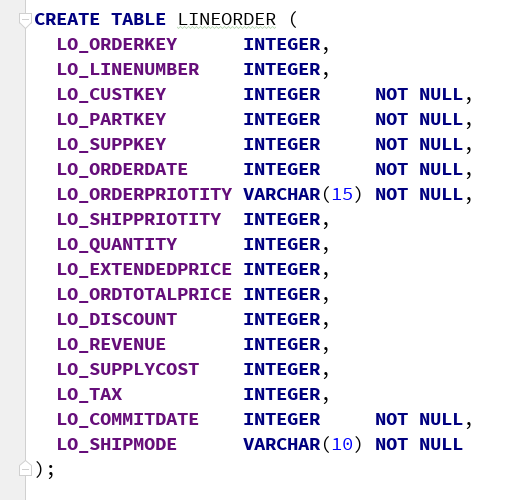 CREATE TABLE LINEORDER (
  LO_ORDERKEY      INTEGER,
  LO_LINENUMBER    INTEGER,
  LO_CUSTKEY       INTEGER     NOT NULL,
  LO_PARTKEY       INTEGER     NOT NULL,
  LO_SUPPKEY       INTEGER     NOT NULL,
  LO_ORDERDATE     INTEGER     NOT NULL,
  LO_ORDERPRIOTITY VARCHAR(15) NOT NULL,
  LO_SHIPPRIOTITY  INTEGER,
  LO_QUANTITY      INTEGER,
  LO_EXTENDEDPRICE INTEGER,
  LO_ORDTOTALPRICE INTEGER,
  LO_DISCOUNT      INTEGER,
  LO_REVENUE       INTEGER,
  LO_SUPPLYCOST    INTEGER,
  LO_TAX           INTEGER,
  LO_COMMITDATE    INTEGER     NOT NULL,
  LO_SHIPMODE      VARCHAR(10) NOT NULL
);